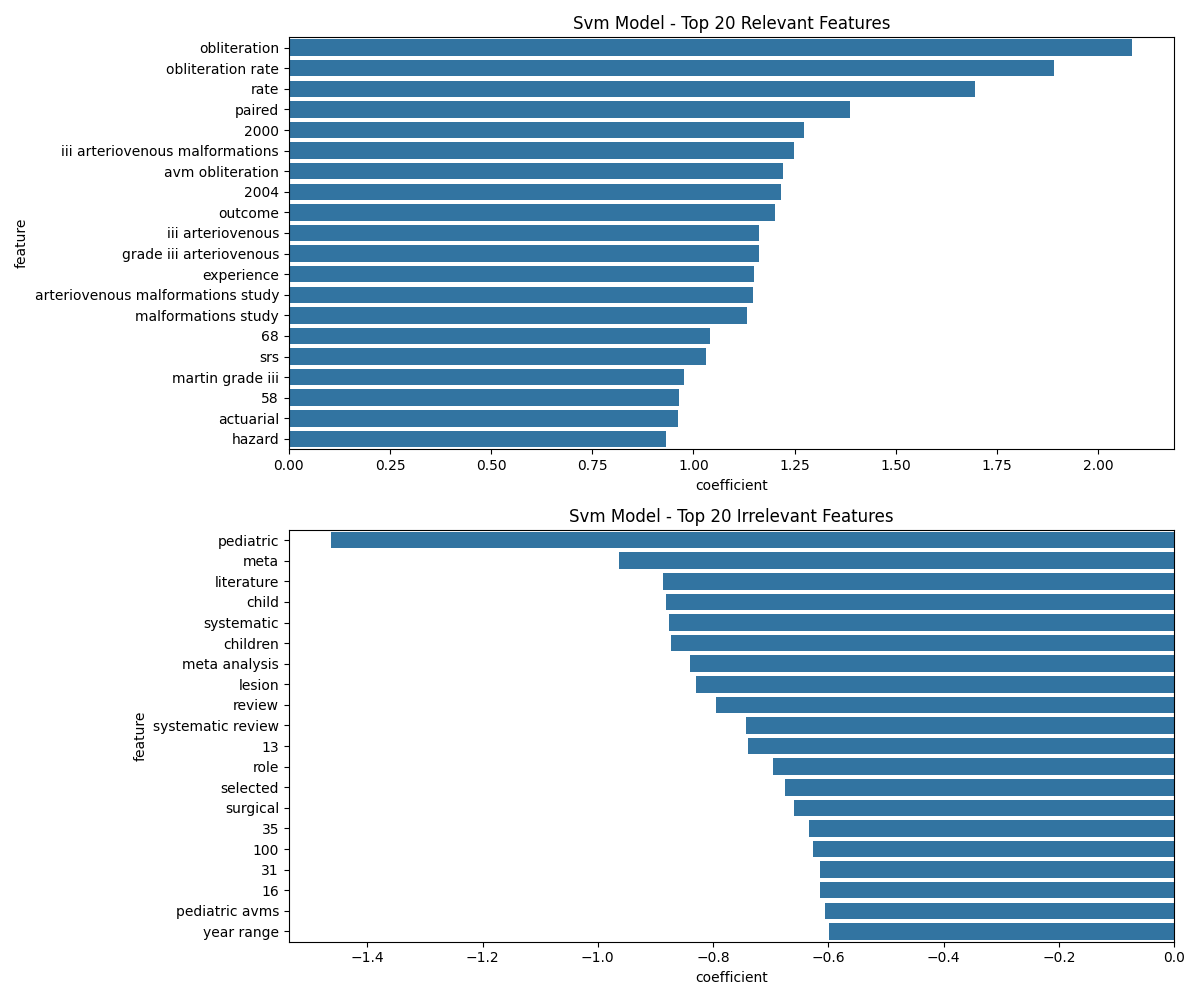 Svm Model - Top 20 Relevant Features
obliteration
obliteration rate
rate
paired
2000
iii arteriovenous malformations
avm obliteration
2004
outcome
iii arteriovenous
grade iii arteriovenous
experience
arteriovenous malformations study
malformations study
68
srs
martin grade iii
58
actuarial
hazard
feature
0.00 0.25 0.50 0.75 1.00 1.25 1.50 1.75 2.00
coefficient
Svm Model - Top 20 Irrelevant Features
pediatric
meta
literature
child
systematic
children
meta analysis
lesion
review
systematic review
13
role
selected
surgical
35
100
31
16
pediatric avms
year range
feature
−1.4 −1.2 −1.0 −0.8 −0.6 −0.4 −0.2 0.0
coefficient